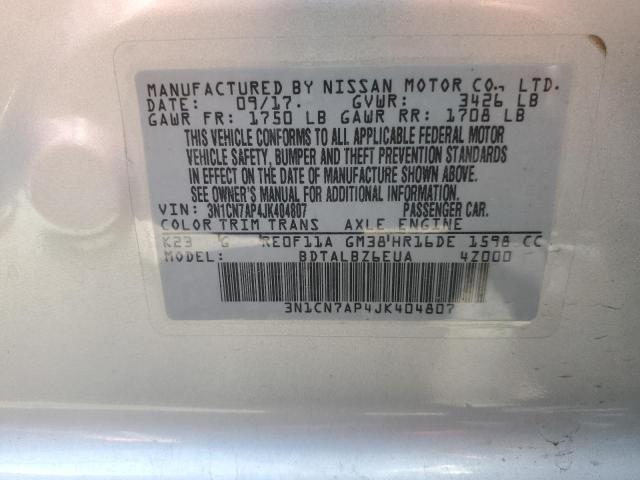 MANUFACTURED BY NISSAN MOTOR CO., LTD.
DATE: 09/17. GVWR: 3426 LB
GAWR FR: 1750 LB GAWR RR: 1708 LB
THIS VEHICLE CONFORMS TO ALL APPLICABLE FEDERAL MOTOR
VEHICLE SAFETY, BUMPER AND THEFT PREVENTION STANDARDS
IN EFFECT ON THE DATE OF MANUFACTURE SHOWN ABOVE.
SEE OWNER'S MANUAL FOR ADDITIONAL INFORMATION.
VIN: 3N1CN7AP4JK404807 PASSENGER CAR.
COLOR TRIM TRANS AXLE ENGINE
K23 G RE0F11A GM38 HR16DE 1598 CC
MODEL: BDTALBZ6EUA 4Z000
3N1CN7AP4JK404807